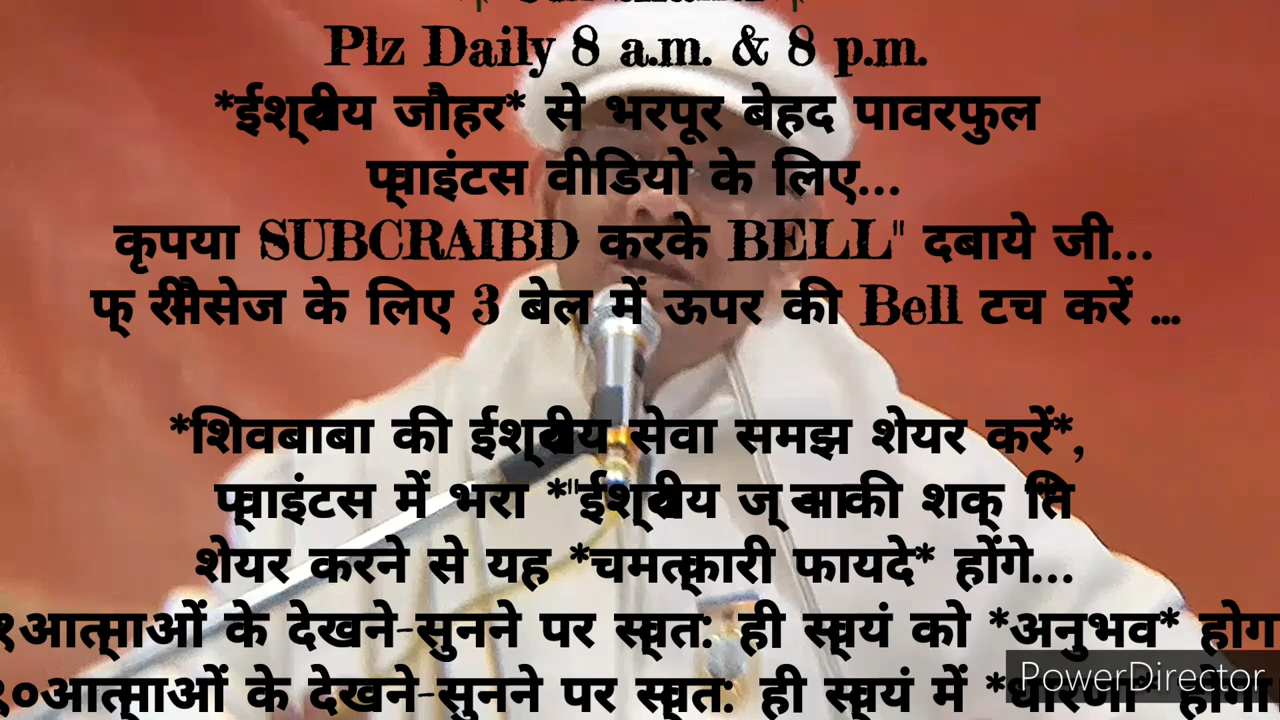 Plz Daily 8 a.m. & 8 p.m.
*ईश्वरीय जौहर* से भरपूर बेहद पावरफुल
प्वाइंटस वीडियो के लिए...
कृपया SUBCRAIBD करके BELL" दबाये जी...
फ्री मैसेज के लिए 3 बेल में ऊपर की Bell टच करें ...
*शिवबाबा की ईश्वरीय सेवा समझ शेयर करें*,
प्वाइंटस में भरा *"ईश्वरीय ज्ञान की शक्ति
शेयर करने से यह *चमत्कारी फायदे* होंगे...
आत्माओं के देखने-सुनने पर स्वत: ही स्वयं को *अनुभव* होगा
आत्माओं के देखने-सुनने पर स्वत: ही स्वयं में *धारणा* होगा
PowerDirector